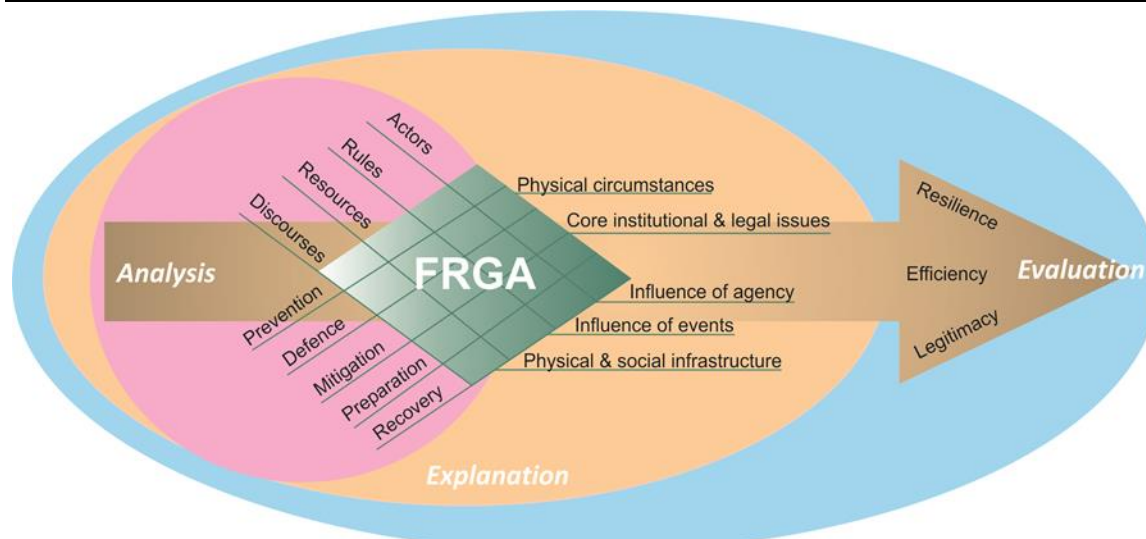 Actors
Rules
Resources
Discourses
Analysis
FRGA
Prevention
Defence
Mitigation
Preparation
Recovery
Physical circumstances
Core institutional & legal issues
Influence of agency
Influence of events
Physical & social infrastructure
Explanation
Resilience
Efficiency
Legitimacy
Evaluation